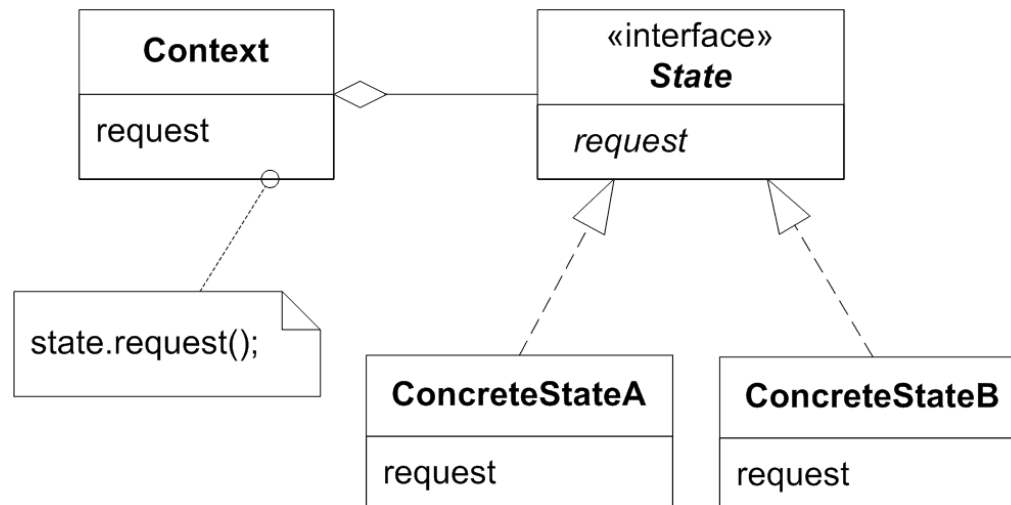 Context
request
«interface»
State
request
state.request();
ConcreteStateA
request
ConcreteStateB
request